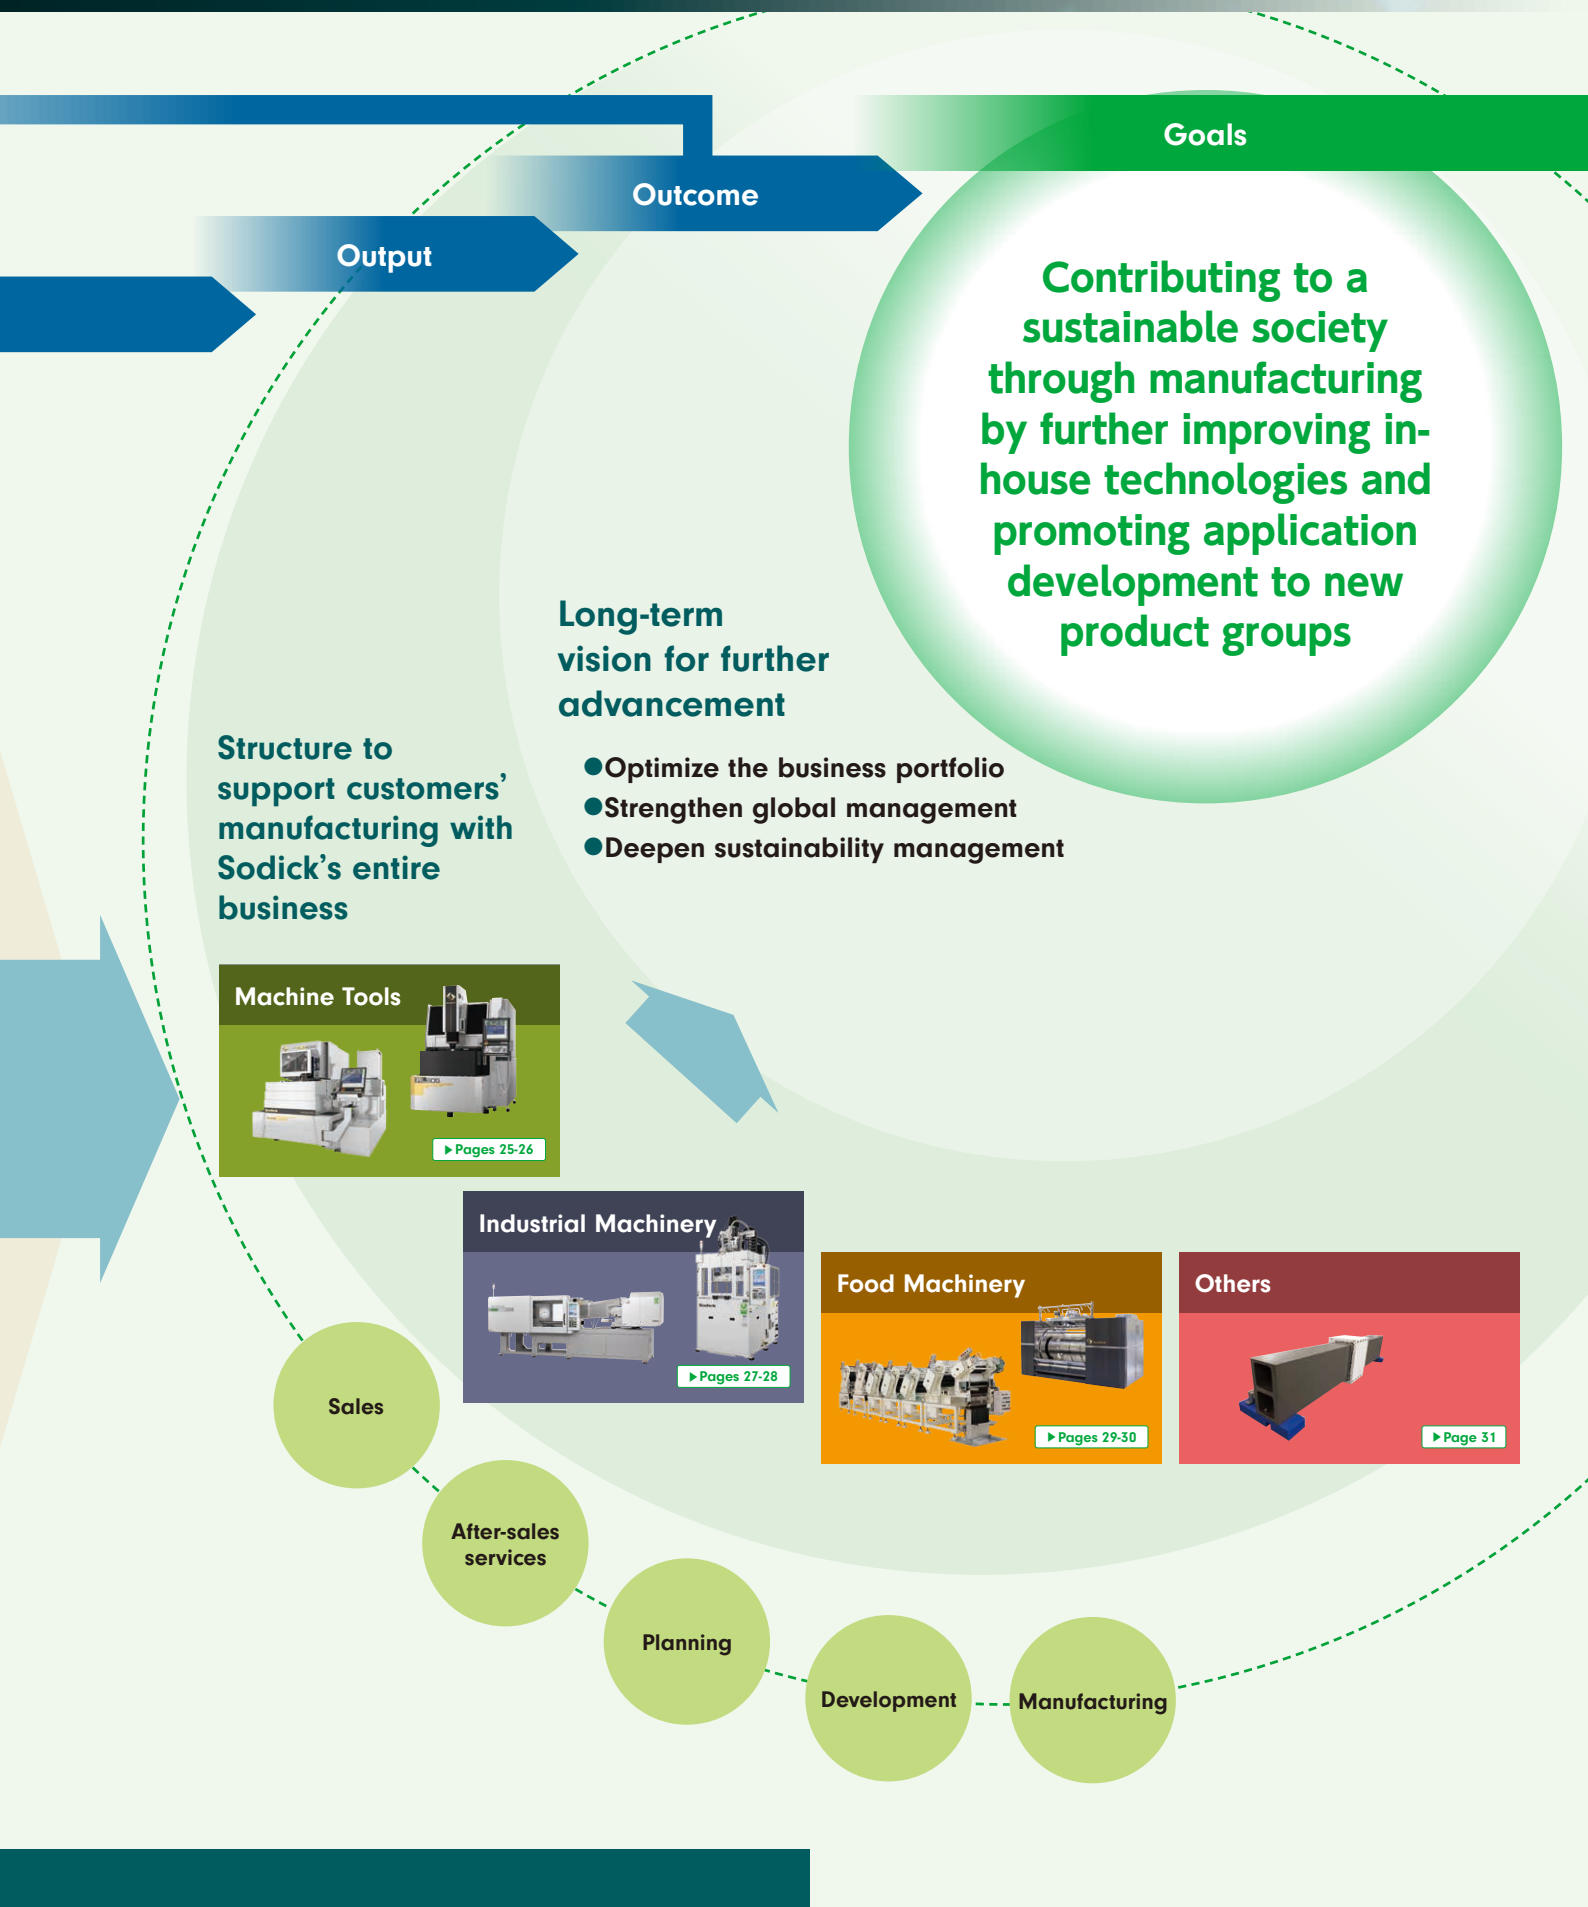 Goals
Outcome
Output
Contributing to a
sustainable society
through manufacturing
by further improving in-
house technologies and
promoting application
development to new
product groups
Long-term
vision for further
advancement
●Optimize the business portfolio
●Strengthen global management
●Deepen sustainability management
Structure to
support customers’
manufacturing with
Sodick’s entire
business
Machine Tools
▶Pages 25-26
Industrial Machinery
▶Pages 27-28
Food Machinery
▶Pages 29-30
Others
▶Page 31
Sales
After-sales
services
Planning
Development
Manufacturing